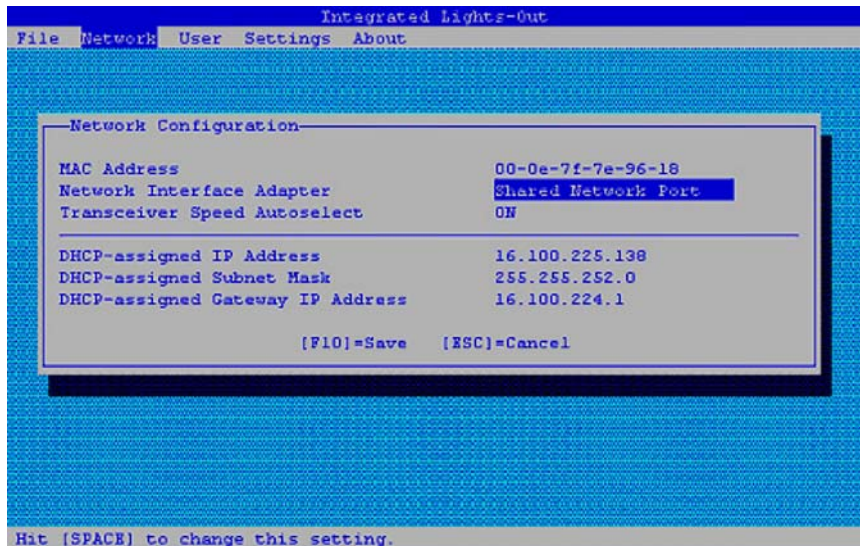 Integrated Lights-Out
File Network User Settings About
Network Configuration
MAC Address 00-0e-7f-7e-96-18
Network Interface Adapter Shared Network Port
Transceiver Speed Autoselect ON
DHCP-assigned IP Address 16.100.225.138
DHCP-assigned Subnet Mask 255.255.252.0
DHCP-assigned Gateway IP Address 16.100.224.1
[F10]=Save [ESC]=Cancel
Hit [SPACE] to change this setting.